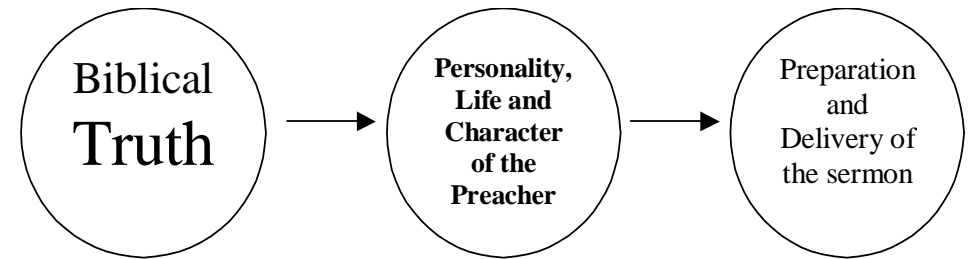 Biblical
Truth
Personality,
Life and
Character
of the
Preacher
Preparation
and
Delivery of
the sermon